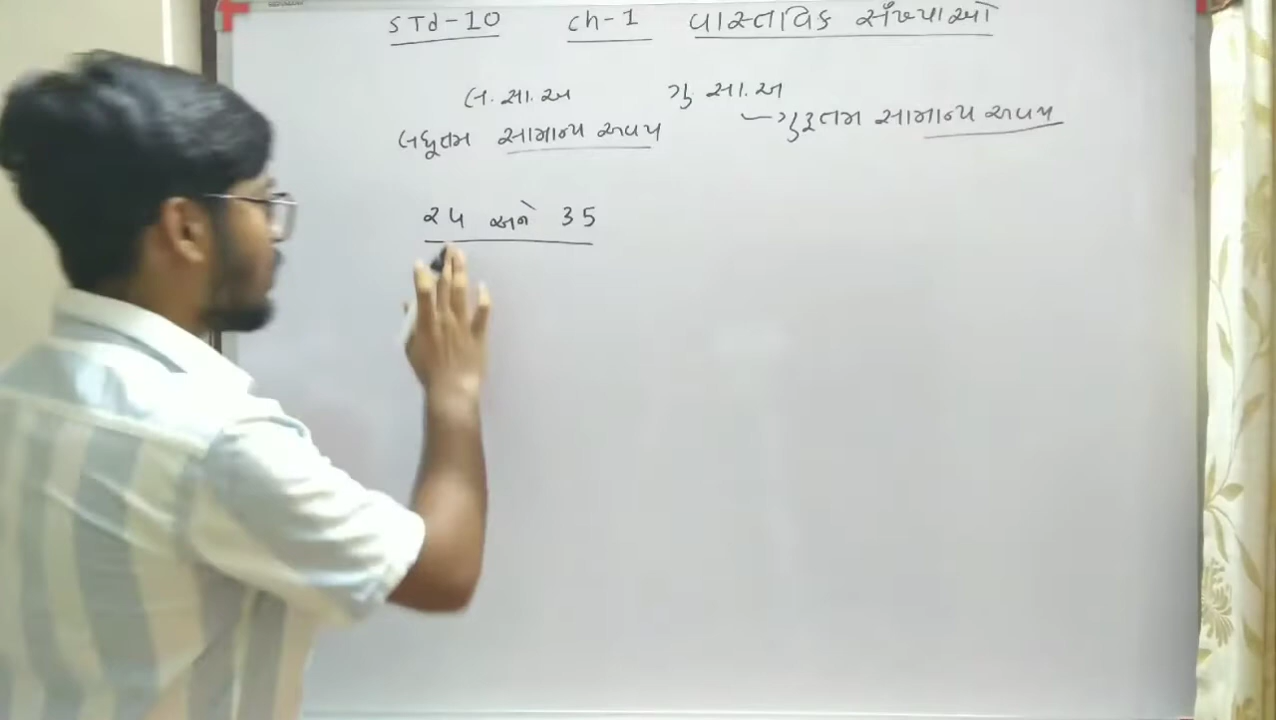 STd-10 ch-1 વાસ્તવિક સંખ્યાઓ
લ.સા.અ ગુ.સા.અ
લઘુતમ સામાન્ય અવયવ - ગુરૂતમ સામાન્ય અવયવ
૨૫ અને 35